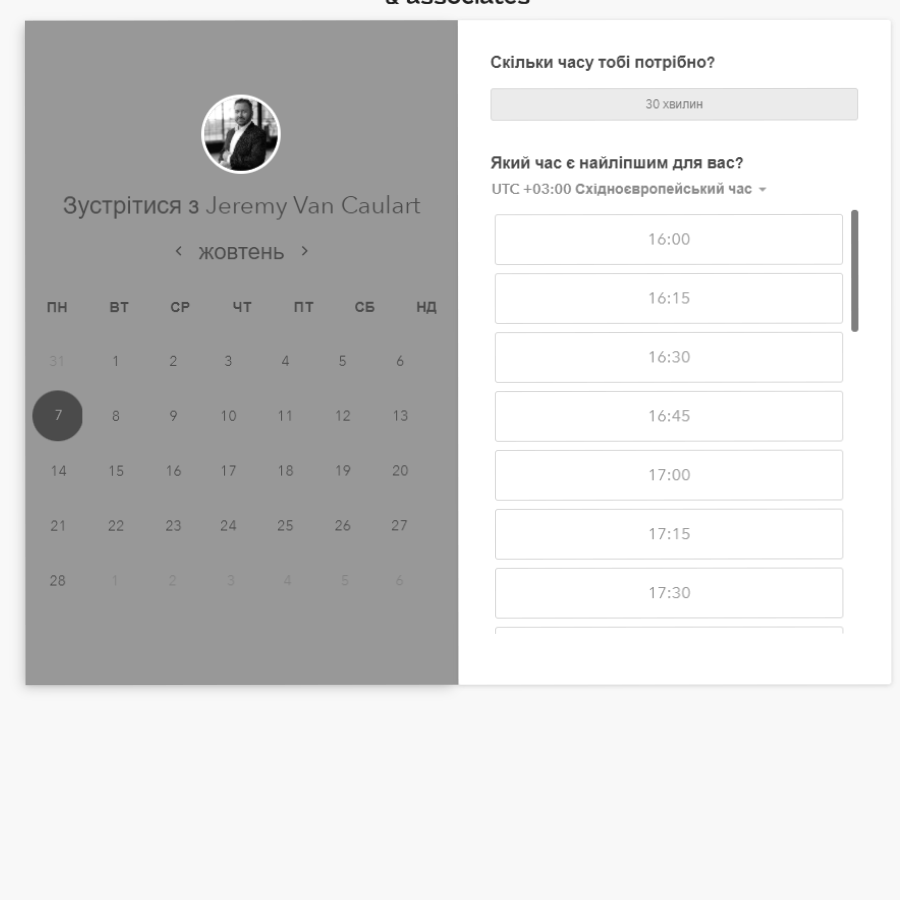 & associates
Зустрітися з Jeremy Van Caulart
жовтень
ПН ВТ СР ЧТ ПТ СБ НД
31 1 2 3 4 5 6
7 8 9 10 11 12 13
14 15 16 17 18 19 20
21 22 23 24 25 26 27
28 1 2 3 4 5 6
Скільки часу тобі потрібно?
30 хвилин
Який час є найліпшим для вас?
UTC +03:00 Східноєвропейський час
16:00
16:15
16:30
16:45
17:00
17:15
17:30